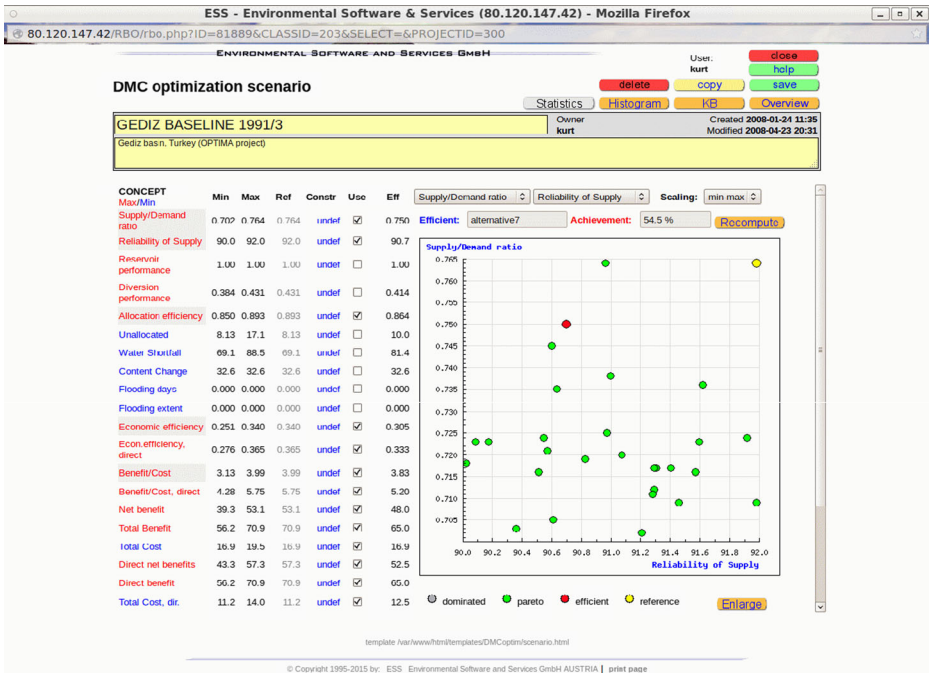 ESS - Environmental Software & Services (80.120.147.42) - Mozilla Firefox
80.120.147.42/RBO/rbo.php?ID=81889&CLASSID=203&SELECT=&PROJECTID=300
ENVIRONMENTAL SOFTWARE AND SERVICES GMBH
User: close
kurt help
DMC optimization scenario delete copy save
Statistics Histogram KB Overview
GEDIZ BASELINE 1991/3 Owner Created 2008-01-24 11:35
kurt Modified 2008-04-23 20:31
Gediz basin, Turkey (OPTIMA project)
CONCEPT
Max/Min Min Max Ref Constr Use Eff Supply/Demand ratio Reliability of Supply Scaling: min max
Supply/Demand
ratio 0.702 0.764 0.764 undef 0.750 Efficient: alternative7 Achievement: 54.5 % Recompute
Reliability of Supply 90.0 92.0 92.0 undef 90.7
Reservoir
performance 1.00 1.00 1.00 undef 1.00
Diversion
performance 0.384 0.431 0.431 undef 0.414
Allocation efficiency 0.850 0.893 0.893 undef 0.864
Unallocated 8.13 17.1 8.13 undef 10.0
Water Shortfall 69.1 88.5 69.1 undef 81.4
Content Change 32.6 32.6 32.6 undef 32.6
Flooding days 0.000 0.000 0.000 undef 0.000
Flooding extent 0.000 0.000 0.000 undef 0.000
Economic efficiency 0.251 0.340 0.340 undef 0.305
Econ.efficiency,
direct 0.276 0.365 0.365 undef 0.333
Benefit/Cost 3.13 3.99 3.99 undef 3.83
Benefit/Cost, direct 4.28 5.75 5.75 undef 5.20
Net benefit 39.3 53.1 53.1 undef 48.0
Total Benefit 56.2 70.9 70.9 undef 65.0
Total Cost 16.9 19.5 16.9 undef 16.9
Direct net benefits 43.3 57.3 57.3 undef 52.5
Direct benefit 56.2 70.9 70.9 undef 65.0
Total Cost, dir. 11.2 14.0 11.2 undef 12.5
Supply/Demand ratio
0.765
0.760
0.755
0.750
0.745
0.740
0.735
0.730
0.725
0.720
0.715
0.710
0.705
90.0 90.2 90.4 90.6 90.8 91.0 91.2 91.4 91.6 91.8 92.0
Reliability of Supply
dominated pareto efficient reference Enlarge
template /var/www/html/templates/DMCoptim/scenario.html
© Copyright 1995-2015 by: ESS Environmental Software and Services GmbH AUSTRIA | print page